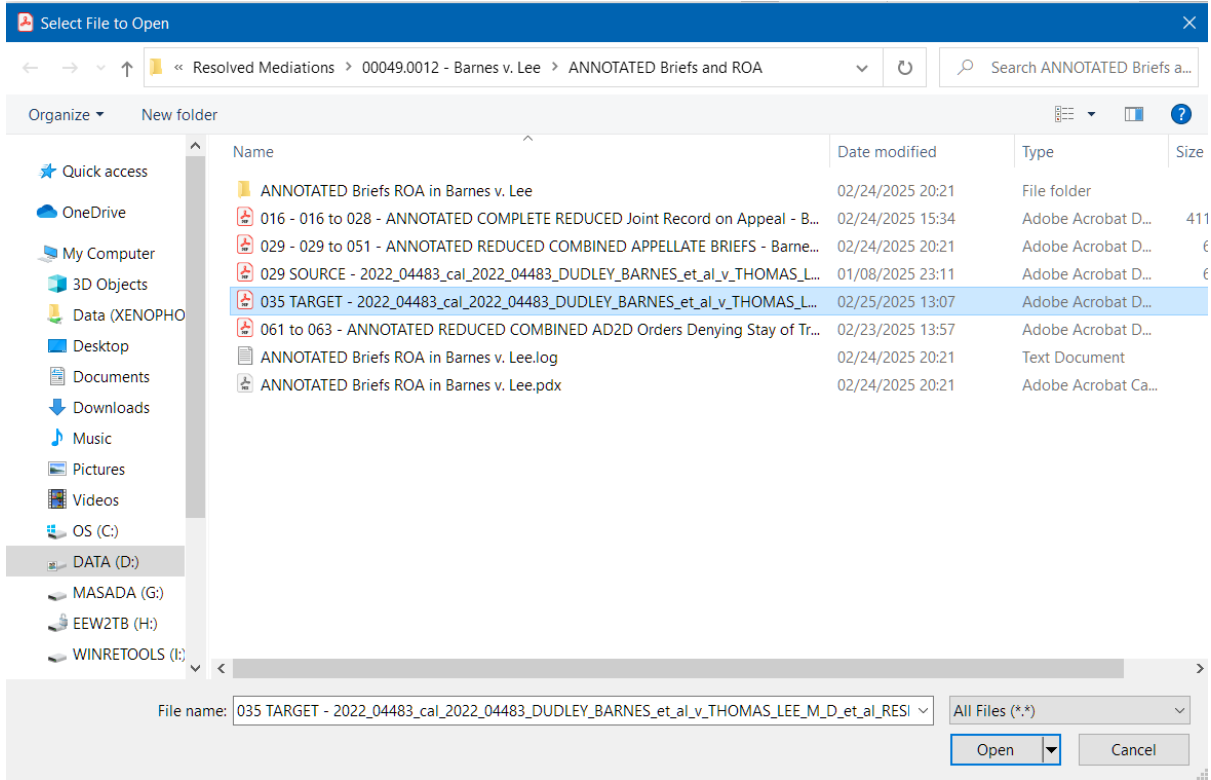 Select File to Open
« Resolved Mediations > 00049.0012 - Barnes v. Lee > ANNOTATED Briefs and ROA
Search ANNOTATED Briefs a...
Organize
New folder
Name Date modified Type Size
Quick access
OneDrive
My Computer
3D Objects
Data (XENOPHO
Desktop
Documents
Downloads
Music
Pictures
Videos
OS (C:)
DATA (D:)
MASADA (G:)
EEW2TB (H:)
WINRETOOLS (I:)
ANNOTATED Briefs ROA in Barnes v. Lee 02/24/2025 20:21 File folder
016 - 016 to 028 - ANNOTATED COMPLETE REDUCED Joint Record on Appeal - B... 02/24/2025 15:34 Adobe Acrobat D... 411
029 - 029 to 051 - ANNOTATED REDUCED COMBINED APPELLATE BRIEFS - Barne... 02/24/2025 20:21 Adobe Acrobat D... 6
029 SOURCE - 2022_04483_cal_2022_04483_DUDLEY_BARNES_et_al_v_THOMAS_L... 01/08/2025 23:11 Adobe Acrobat D... 6
035 TARGET - 2022_04483_cal_2022_04483_DUDLEY_BARNES_et_al_v_THOMAS_L... 02/25/2025 13:07 Adobe Acrobat D...
061 to 063 - ANNOTATED REDUCED COMBINED AD2D Orders Denying Stay of Tr... 02/23/2025 13:57 Adobe Acrobat D...
ANNOTATED Briefs ROA in Barnes v. Lee.log 02/24/2025 20:21 Text Document
ANNOTATED Briefs ROA in Barnes v. Lee.pdx 02/24/2025 20:21 Adobe Acrobat Ca...
File name: 035 TARGET - 2022_04483_cal_2022_04483_DUDLEY_BARNES_et_al_v_THOMAS_LEE_M_D_et_al_RESI
All Files (*.*)
Open
Cancel